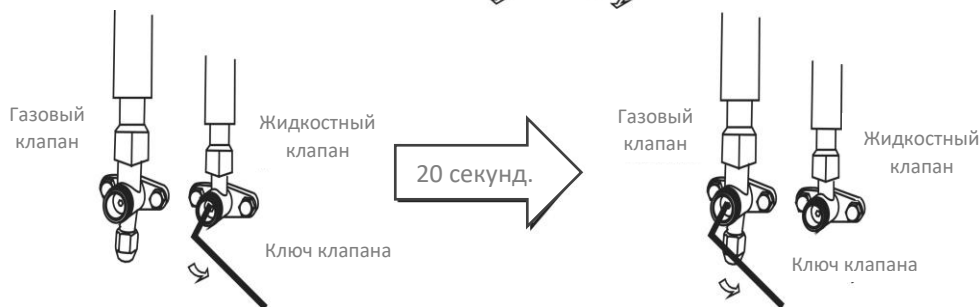 Газовый
клапан
Жидкостный
клапан
Ключ клапана
20 секунд.
Газовый
клапан
Жидкостный
клапан
Ключ клапана